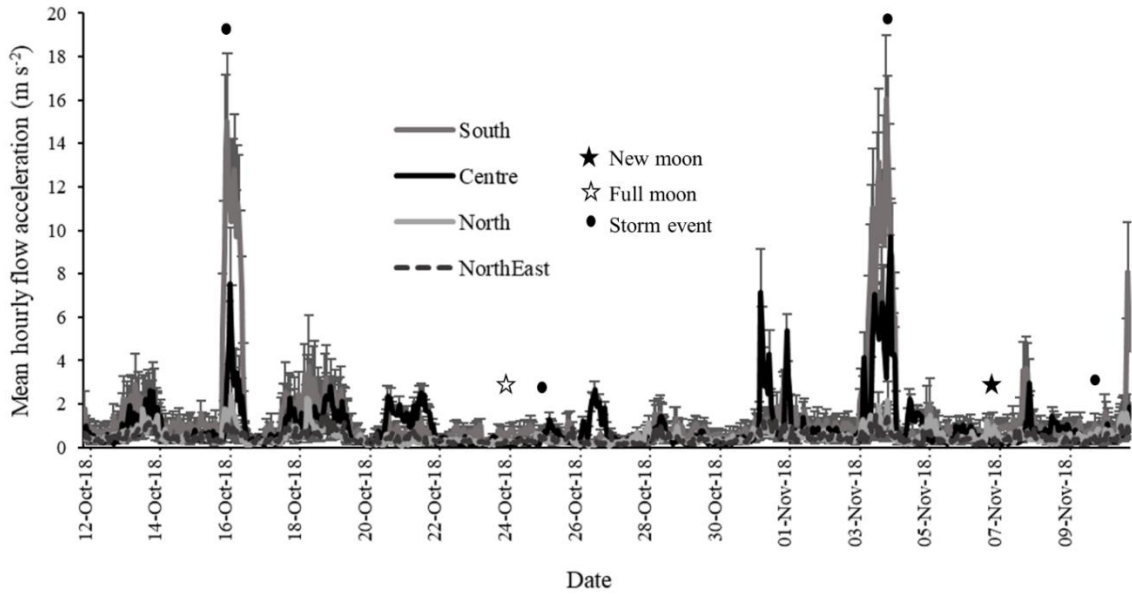 Mean hourly flow acceleration (m s-2)
20
18
16
14
12
10
8
6
4
2
0
South
Centre
North
NorthEast
New moon
Full moon
Storm event
12-Oct-18.
14-Oct-18.
16-Oct-18.
18-Oct-18.
20-Oct-18.
22-Oct-18.
24-Oct-18.
26-Oct-18.
28-Oct-18.
30-Oct-18.
01-Nov-18.
03-Nov-18.
05-Nov-18.
07-Nov-18.
09-Nov-18.
Date